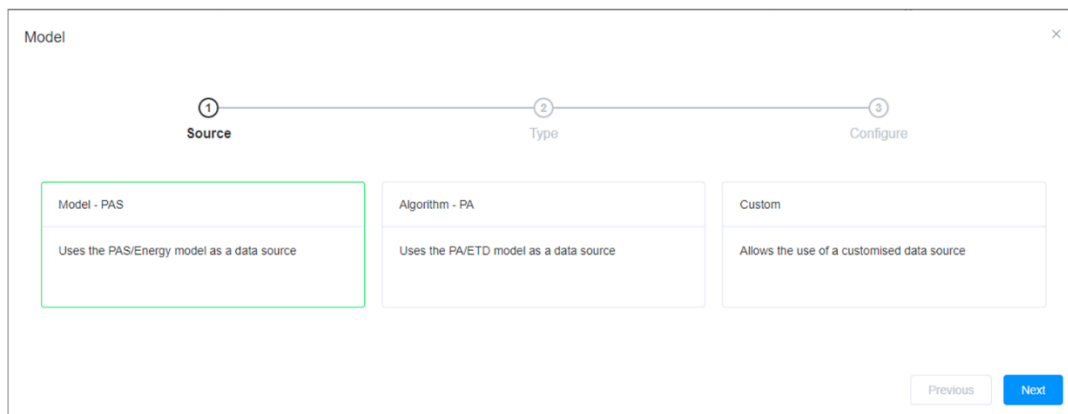 Model
1
2
3
Source
Type
Configure
Model - PAS
Algorithm - PA
Custom
Uses the PAS/Energy model as a data source
Uses the PA/ETD model as a data source
Allows the use of a customised data source
Previous
Next